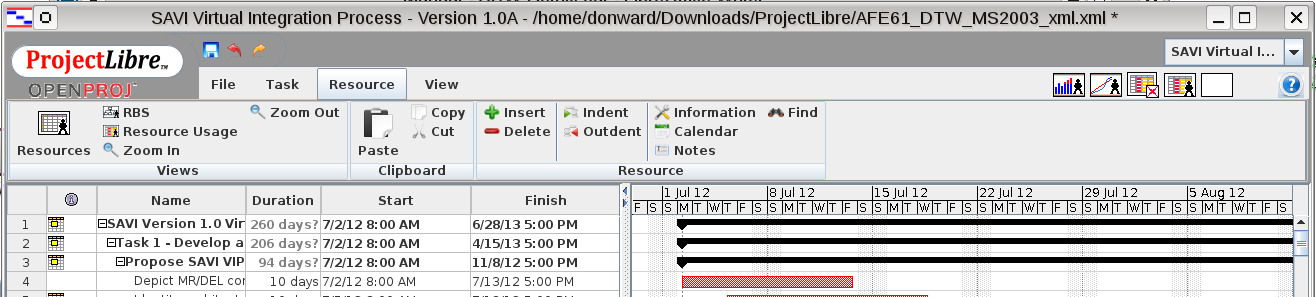 SAVI Virtual Integration Process - Version 1.0A - /home/donward/Downloads/ProjectLibre/AFE61_DTW_MS2003_xml.xml *
ProjectLibre™
OPENPROJ
SAVI Virtual I...
File Task Resource View
Resources
RBS
Resource Usage
Zoom In
Zoom Out
Views
Paste
Copy
Cut
Clipboard
Insert
Delete
Indent
Outdent
Information
Calendar
Notes
Find
Resource
Name Duration Start Finish
1 Jul 12 8 Jul 12 15 Jul 12 22 Jul 12 29 Jul 12 5 Aug 12
F S S M T W T F S S M T W T F S S M T W T F S S M T W T F S S M T W T F S S M T W T F S
1 SAVI Version 1.0 Vir 260 days? 7/2/12 8:00 AM 6/28/13 5:00 PM
2 Task 1 - Develop a 206 days? 7/2/12 8:00 AM 4/15/13 5:00 PM
3 Propose SAVI VIP 94 days? 7/2/12 8:00 AM 11/8/12 5:00 PM
4 Depict MR/DEL cor 10 days 7/2/12 8:00 AM 7/13/12 5:00 PM